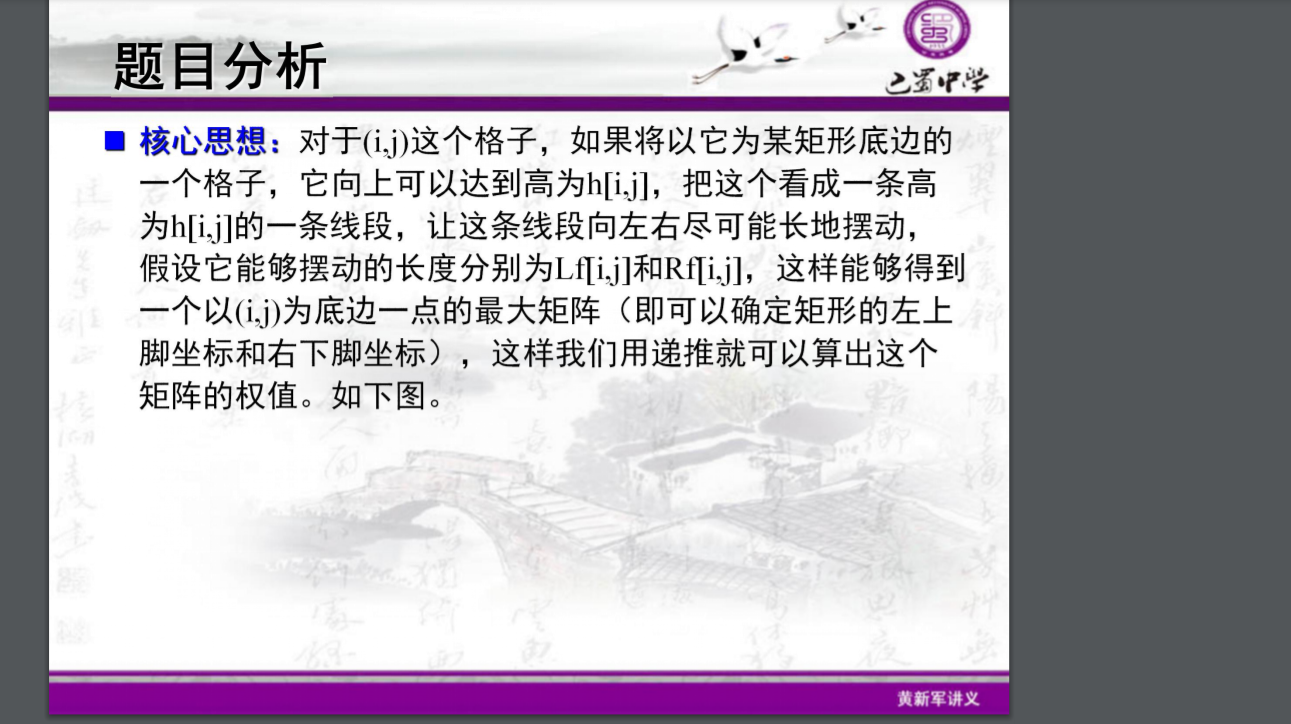 题目分析
巴蜀中学
核心思想：对于(i,j)这个格子，如果将以它为某矩形底边的
一个格子，它向上可以达到高为h[i,j]，把这个看成一条高
为h[i,j]的一条线段，让这条线段向左右尽可能长地摆动，
假设它能够摆动的长度分别为Lf[i,j]和Rf[i,j]，这样能够得到
一个以(i,j)为底边一点的最大矩阵（即可以确定矩形的左上
脚坐标和右下脚坐标），这样我们用递推就可以算出这个
矩阵的权值。如下图。
黄新军讲义